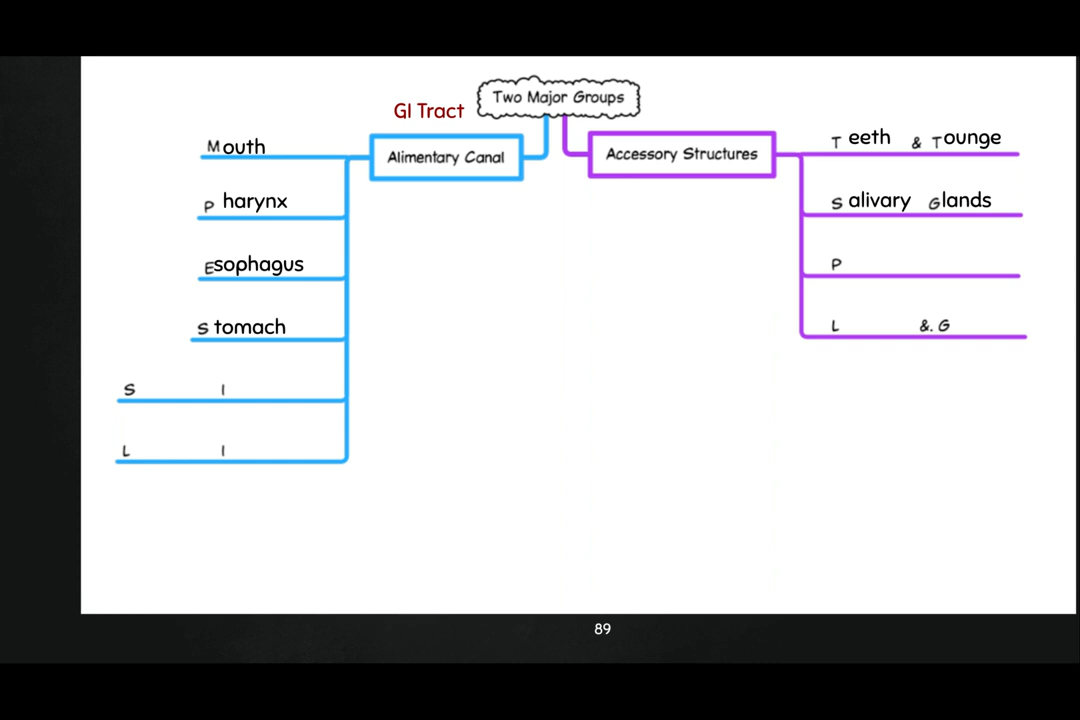 Two Major Groups
GI Tract
Alimentary Canal
Mouth
Pharynx
Esophagus
Stomach
S I
L I
Accessory Structures
Teeth & Tounge
Salivary Glands
P
L &. G
89